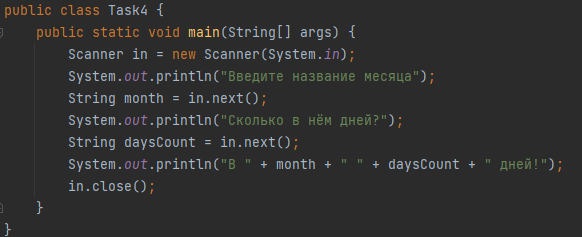 public class Task4 {
    public static void main(String[] args) {
        Scanner in = new Scanner(System.in);
        System.out.println("Введите название месяца");
        String month = in.next();
        System.out.println("Сколько в нём дней?");
        String daysCount = in.next();
        System.out.println("В " + month + " " + daysCount + " дней!");
        in.close();
    }
}